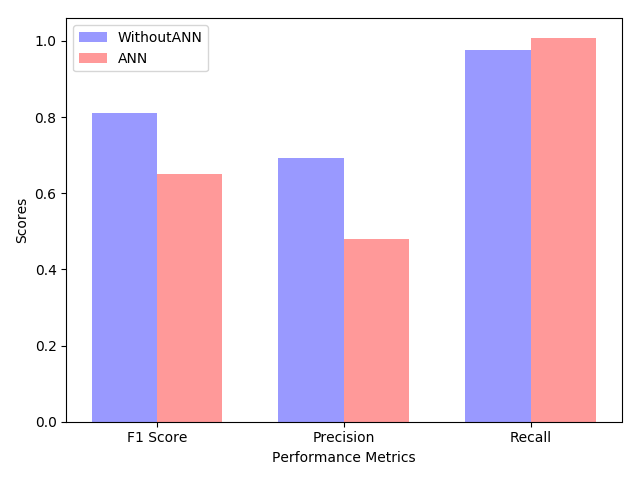 WithoutANN
ANN
1.0
0.8
0.6
0.4
0.2
0.0
Scores
F1 Score
Precision
Recall
Performance Metrics